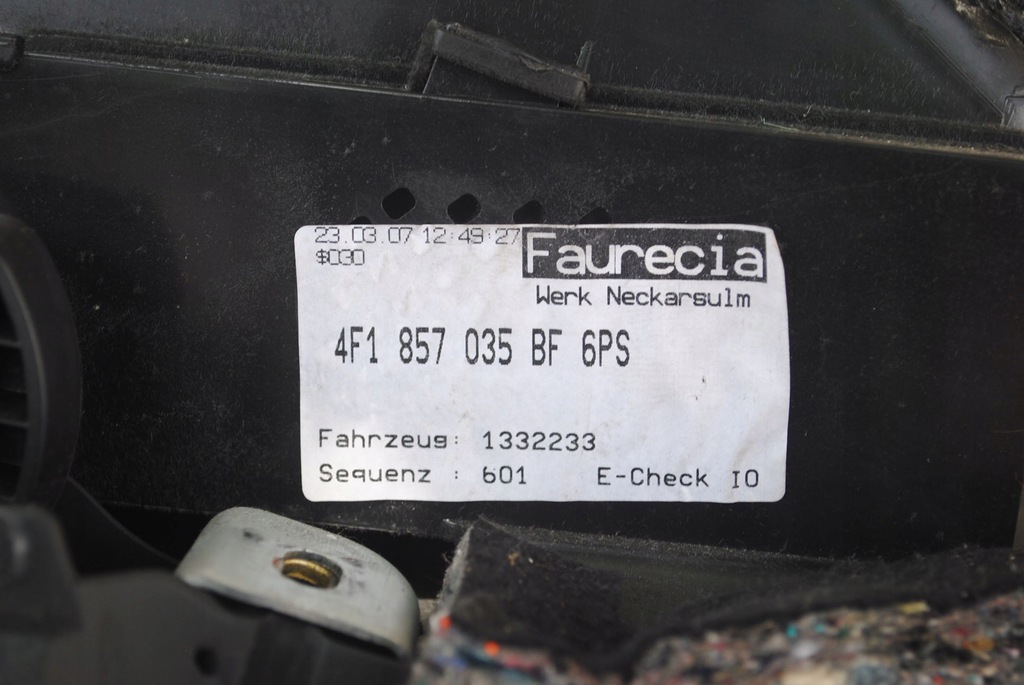 23.03.07 12:49:27
$030
Faurecia
Werk Neckarsulm
4F1 857 035 BF 6PS
Fahrzeug: 1332233
Sequenz : 601 E-Check IO